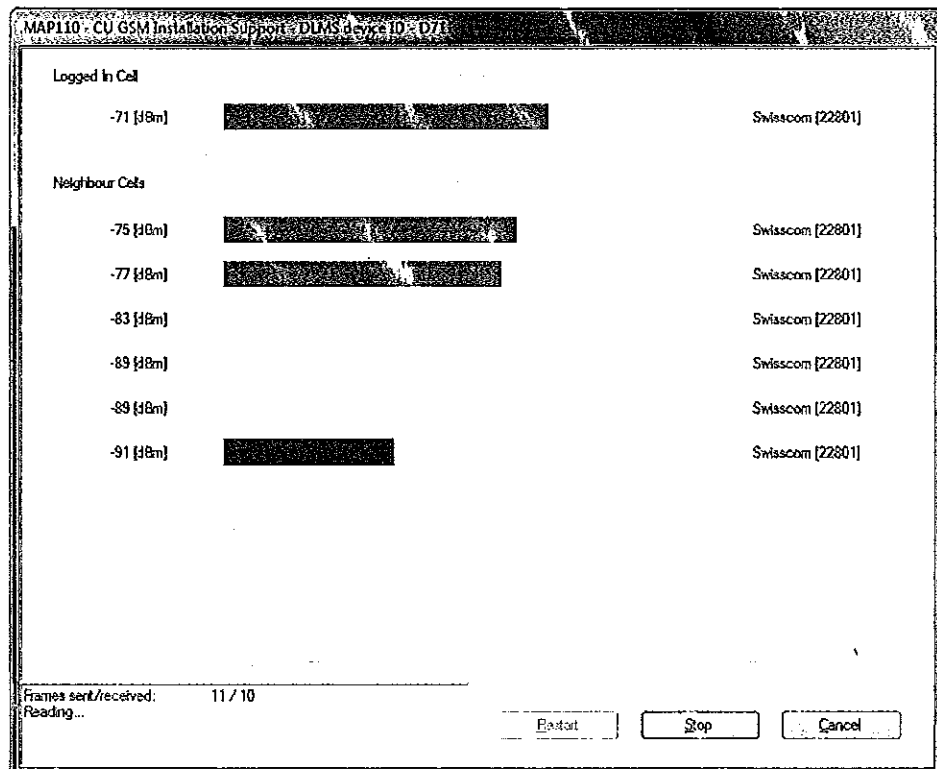 MAP110 - CU GSM Installation Support - DLMS device ID - D71
Logged In Cell
-71 [dBm] Swisscom [22801]
Neighbour Cells
-75 [dBm] Swisscom [22801]
-77 [dBm] Swisscom [22801]
-83 [dBm] Swisscom [22801]
-89 [dBm] Swisscom [22801]
-89 [dBm] Swisscom [22801]
-91 [dBm] Swisscom [22801]
Frames sent/received: 11 / 10
Reading...
Restart Stop Cancel